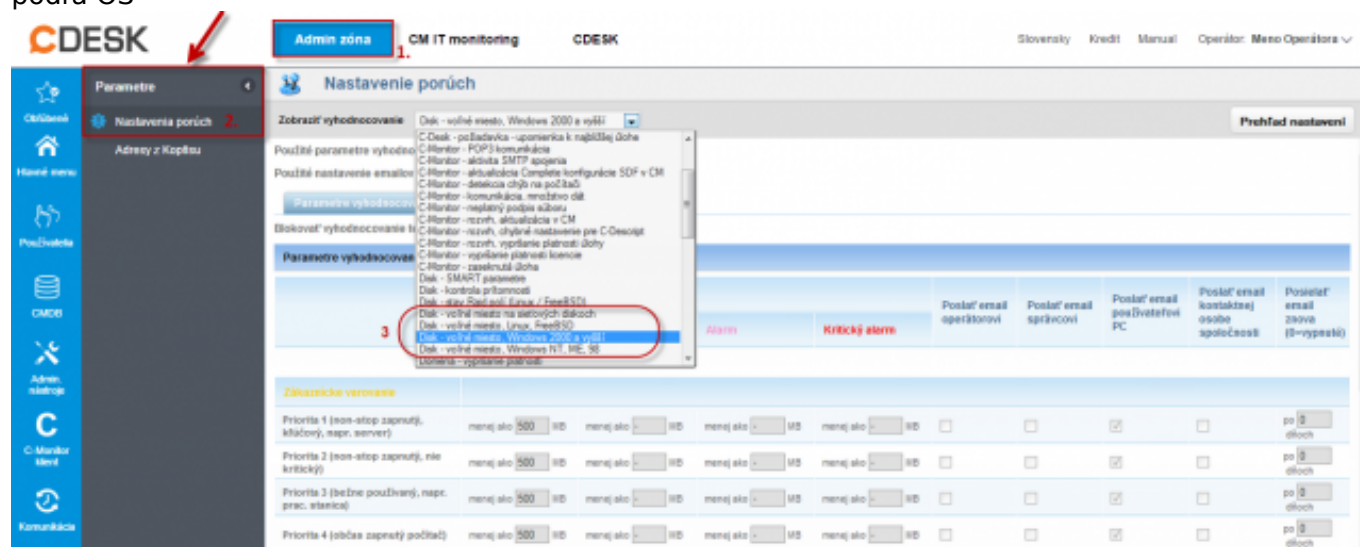 podľa OS
CDESK
Admin zóna
1.
CM IT monitoring
CDESK
Slovensky Kredit Manual Operátor: Meno Operátora
Obľúbené
Hlavné menu
Používatelia
CMDB
Admin. nástroje
C-Monitor klient
Komunikácia
Parametre
Nastavenia porúch 2.
Adresy z Kopfisu
Nastavenie porúch
Zobraziť vyhodnocovanie Disk - voľné miesto, Windows 2000 a vyšší
Prehľad nastavení
Použité parametre
Použité nastavenie
Parametre
Blokovať vyhodnocovanie
Parametre
C-Desk - požiadavka - upomienka k najbližšej úlohe
C-Monitor - POP3 komunikácia
C-Monitor - aktivita SMTP spojenia
C-Monitor - aktualizácia Complete konfigurácie SDF v CM
C-Monitor - detekcia chýb na počítači
C-Monitor - komunikácia, množstvo dát
C-Monitor - neplatný podpis súboru
C-Monitor - rozvrh, aktualizácia v CM
C-Monitor - rozvrh, chybné nastavenie pre C-Descript
C-Monitor - rozvrh, vypršanie platnosti úlohy
C-Monitor - vypršanie platnosti licencie
C-Monitor - zaseknutá úloha
Disk - SMART parametre
Disk - kontrola prítomnosti
Disk - stav Raid polí (Linux / FreeBSD)
Disk - voľné miesto na sieťových diskoch
Disk - voľné miesto, Linux, FreeBSD
Disk - voľné miesto, Windows 2000 a vyšší
Disk - voľné miesto, Windows NT, ME, 98
Doména - vypršanie platnosti
3
Alarm
Kritický alarm
Poslať email operátorovi
Poslať email správcovi
Poslať email používateľovi PC
Poslať email kontaktnej osobe spoločnosti
Posielať email znova (0=vypnuté)
Zákaznícke varovanie
Priorita 1 (non-stop zapnutý, kľúčový, napr. server) menej ako 500 MB menej ako - MB menej ako - MB menej ako - MB po 0 dňoch
Priorita 2 (non-stop zapnutý, nie kritický) menej ako 500 MB menej ako - MB menej ako - MB menej ako - MB po 0 dňoch
Priorita 3 (bežne používaný, napr. prac. stanica) menej ako 500 MB menej ako - MB menej ako - MB menej ako - MB po 0 dňoch
Priorita 4 (občas zapnutý počítač) menej ako 500 MB menej ako - MB menej ako - MB menej ako - MB po 0 dňoch